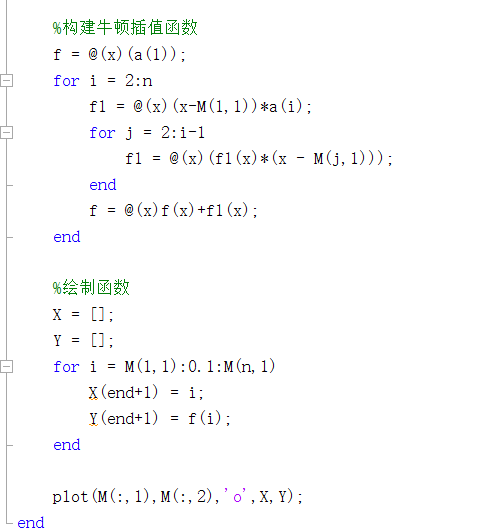 %构建牛顿插值函数
f = @(x)(a(1));
for i = 2:n
f1 = @(x)(x-M(1,1))*a(i);
for j = 2:i-1
f1 = @(x)(f1(x)*(x - M(j,1)));
end
f = @(x)f(x)+f1(x);
end
%绘制函数
X = [];
Y = [];
for i = M(1,1):0.1:M(n,1)
X(end+1) = i;
Y(end+1) = f(i);
end
plot(M(:,1),M(:,2),'o',X,Y);
end